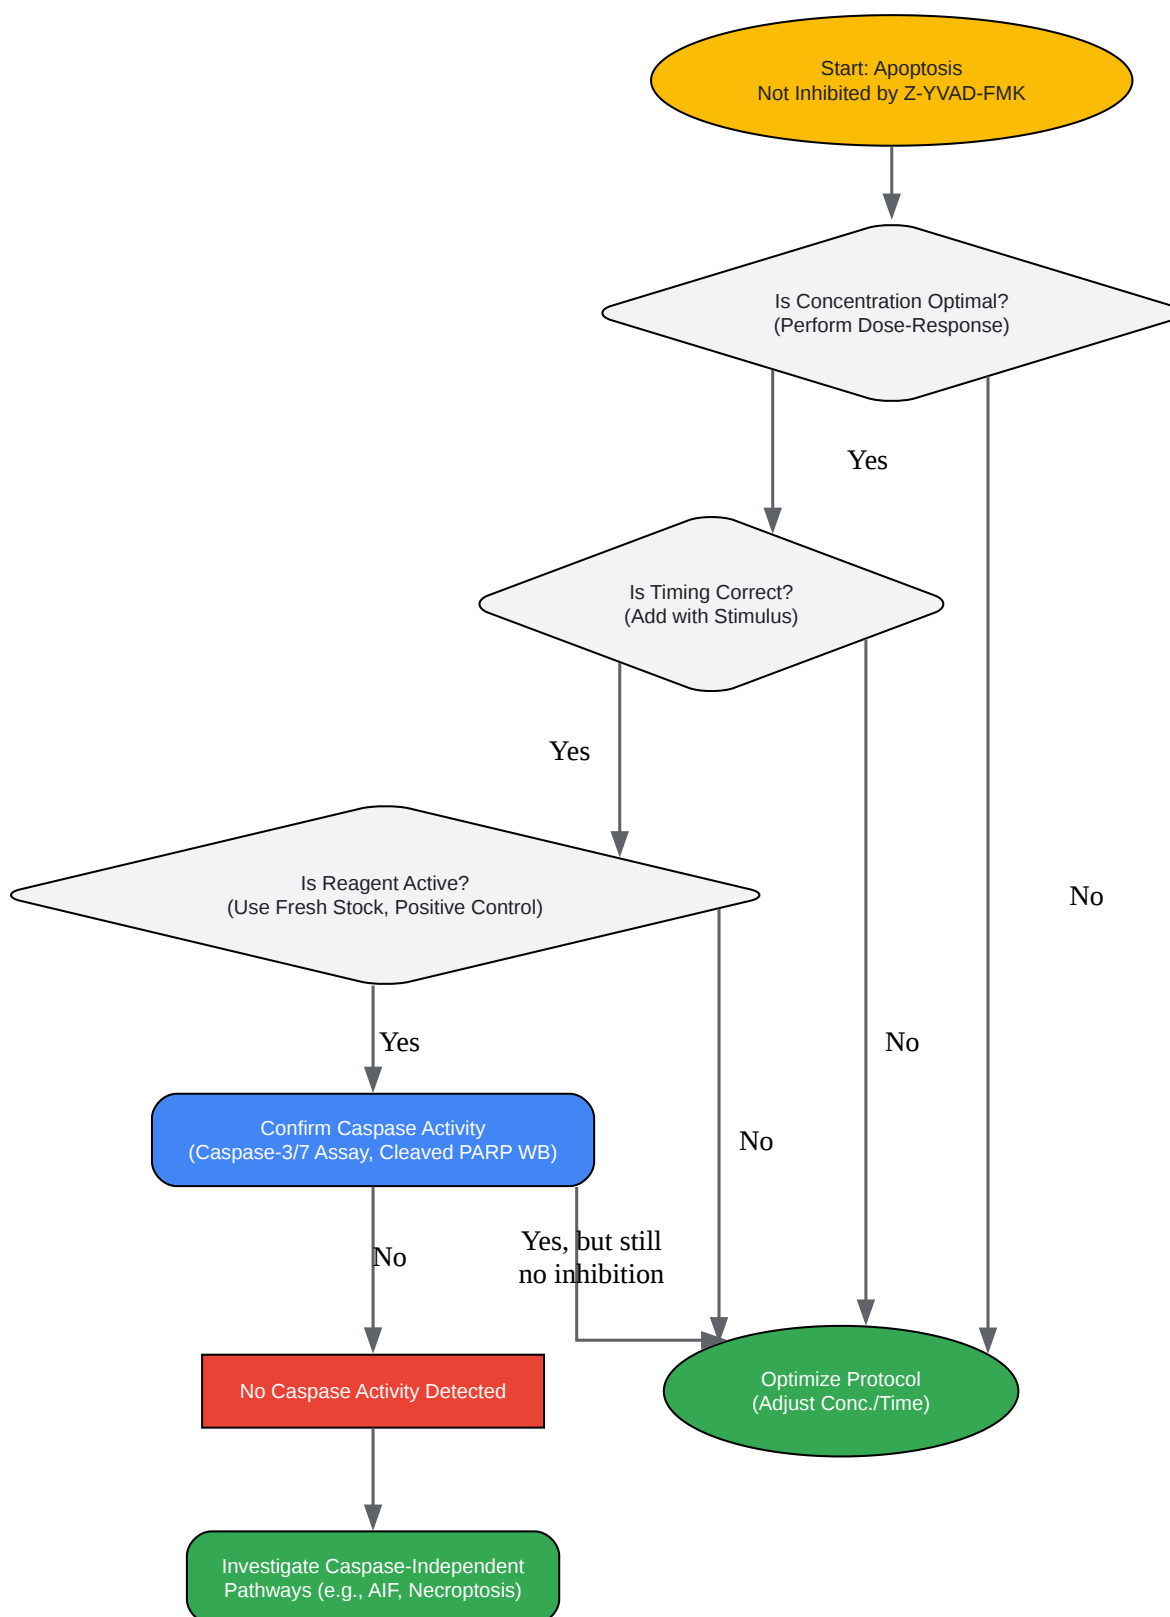 Start: Apoptosis
Not Inhibited by Z-YVAD-FMK
Is Concentration Optimal?
(Perform Dose-Response)
Yes
Is Timing Correct?
(Add with Stimulus)
Yes
Is Reagent Active?
(Use Fresh Stock, Positive Control)
No
Yes
No
Confirm Caspase Activity
(Caspase-3/7 Assay, Cleaved PARP WB)
No
No
Yes, but still
no inhibition
No Caspase Activity Detected
Optimize Protocol
(Adjust Conc./Time)
Investigate Caspase-Independent
Pathways (e.g., AIF, Necroptosis)